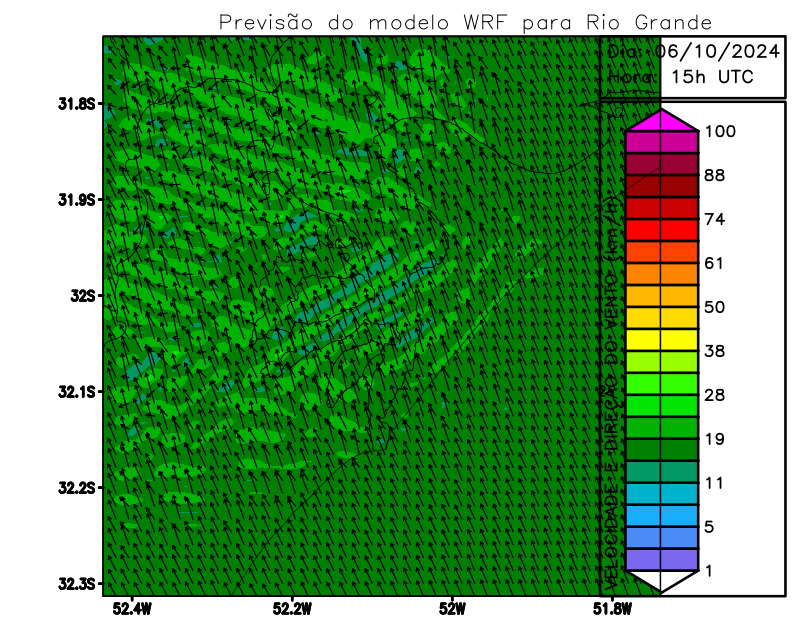 Previsão do modelo WRF para Rio Grande
Dia: 06/10/2024
Hora: 15h UTC
31.8S
31.9S
32S
32.1S
32.2S
32.3S
52.4W
52.2W
52W
51.8W
VELOCIDADE E DIREÇÃO DO VENTO (km/h)
100
88
74
61
50
38
28
19
11
5
1